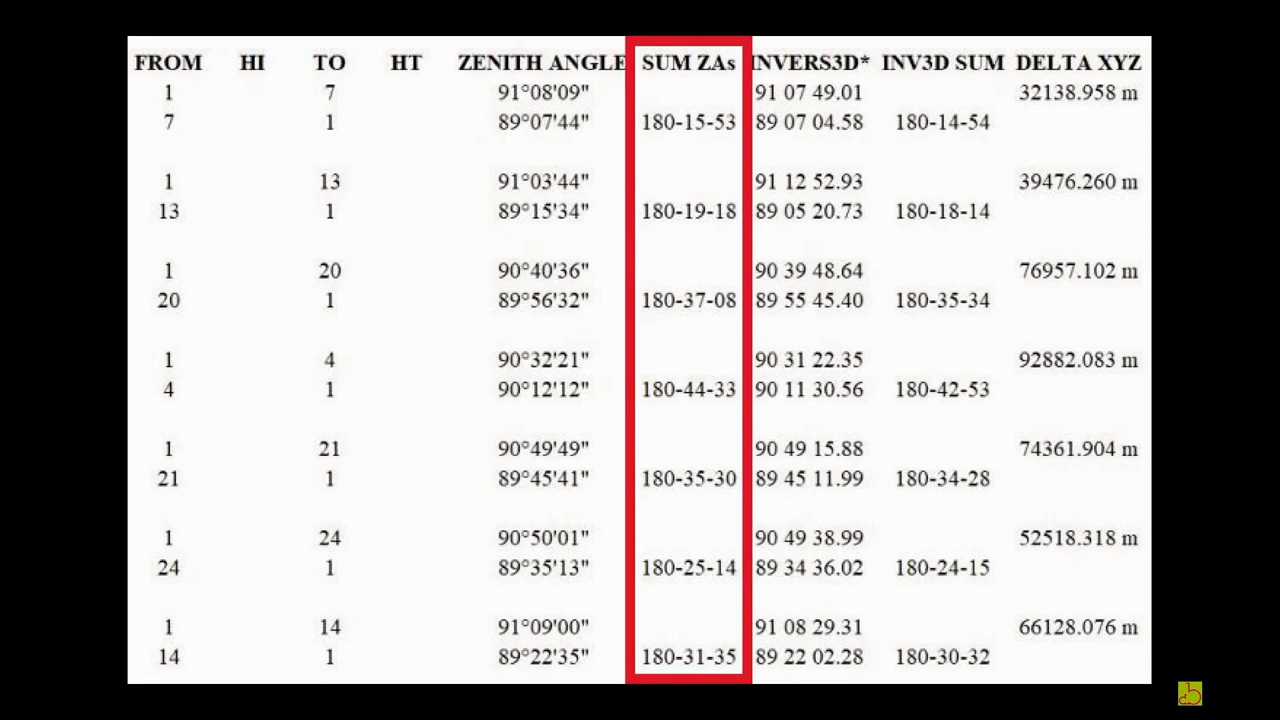 FROM HI TO HT ZENITH ANGLE SUM ZAs INVERS3D* INV3D SUM DELTA XYZ
1 7 91°08'09" 91 07 49.01 32138.958 m
7 1 89°07'44" 180-15-53 89 07 04.58 180-14-54
1 13 91°03'44" 91 12 52.93 39476.260 m
13 1 89°15'34" 180-19-18 89 05 20.73 180-18-14
1 20 90°40'36" 90 39 48.64 76957.102 m
20 1 89°56'32" 180-37-08 89 55 45.40 180-35-34
1 4 90°32'21" 90 31 22.35 92882.083 m
4 1 90°12'12" 180-44-33 90 11 30.56 180-42-53
1 21 90°49'49" 90 49 15.88 74361.904 m
21 1 89°45'41" 180-35-30 89 45 11.99 180-34-28
1 24 90°50'01" 90 49 38.99 52518.318 m
24 1 89°35'13" 180-25-14 89 34 36.02 180-24-15
1 14 91°09'00" 91 08 29.31 66128.076 m
14 1 89°22'35" 180-31-35 89 22 02.28 180-30-32